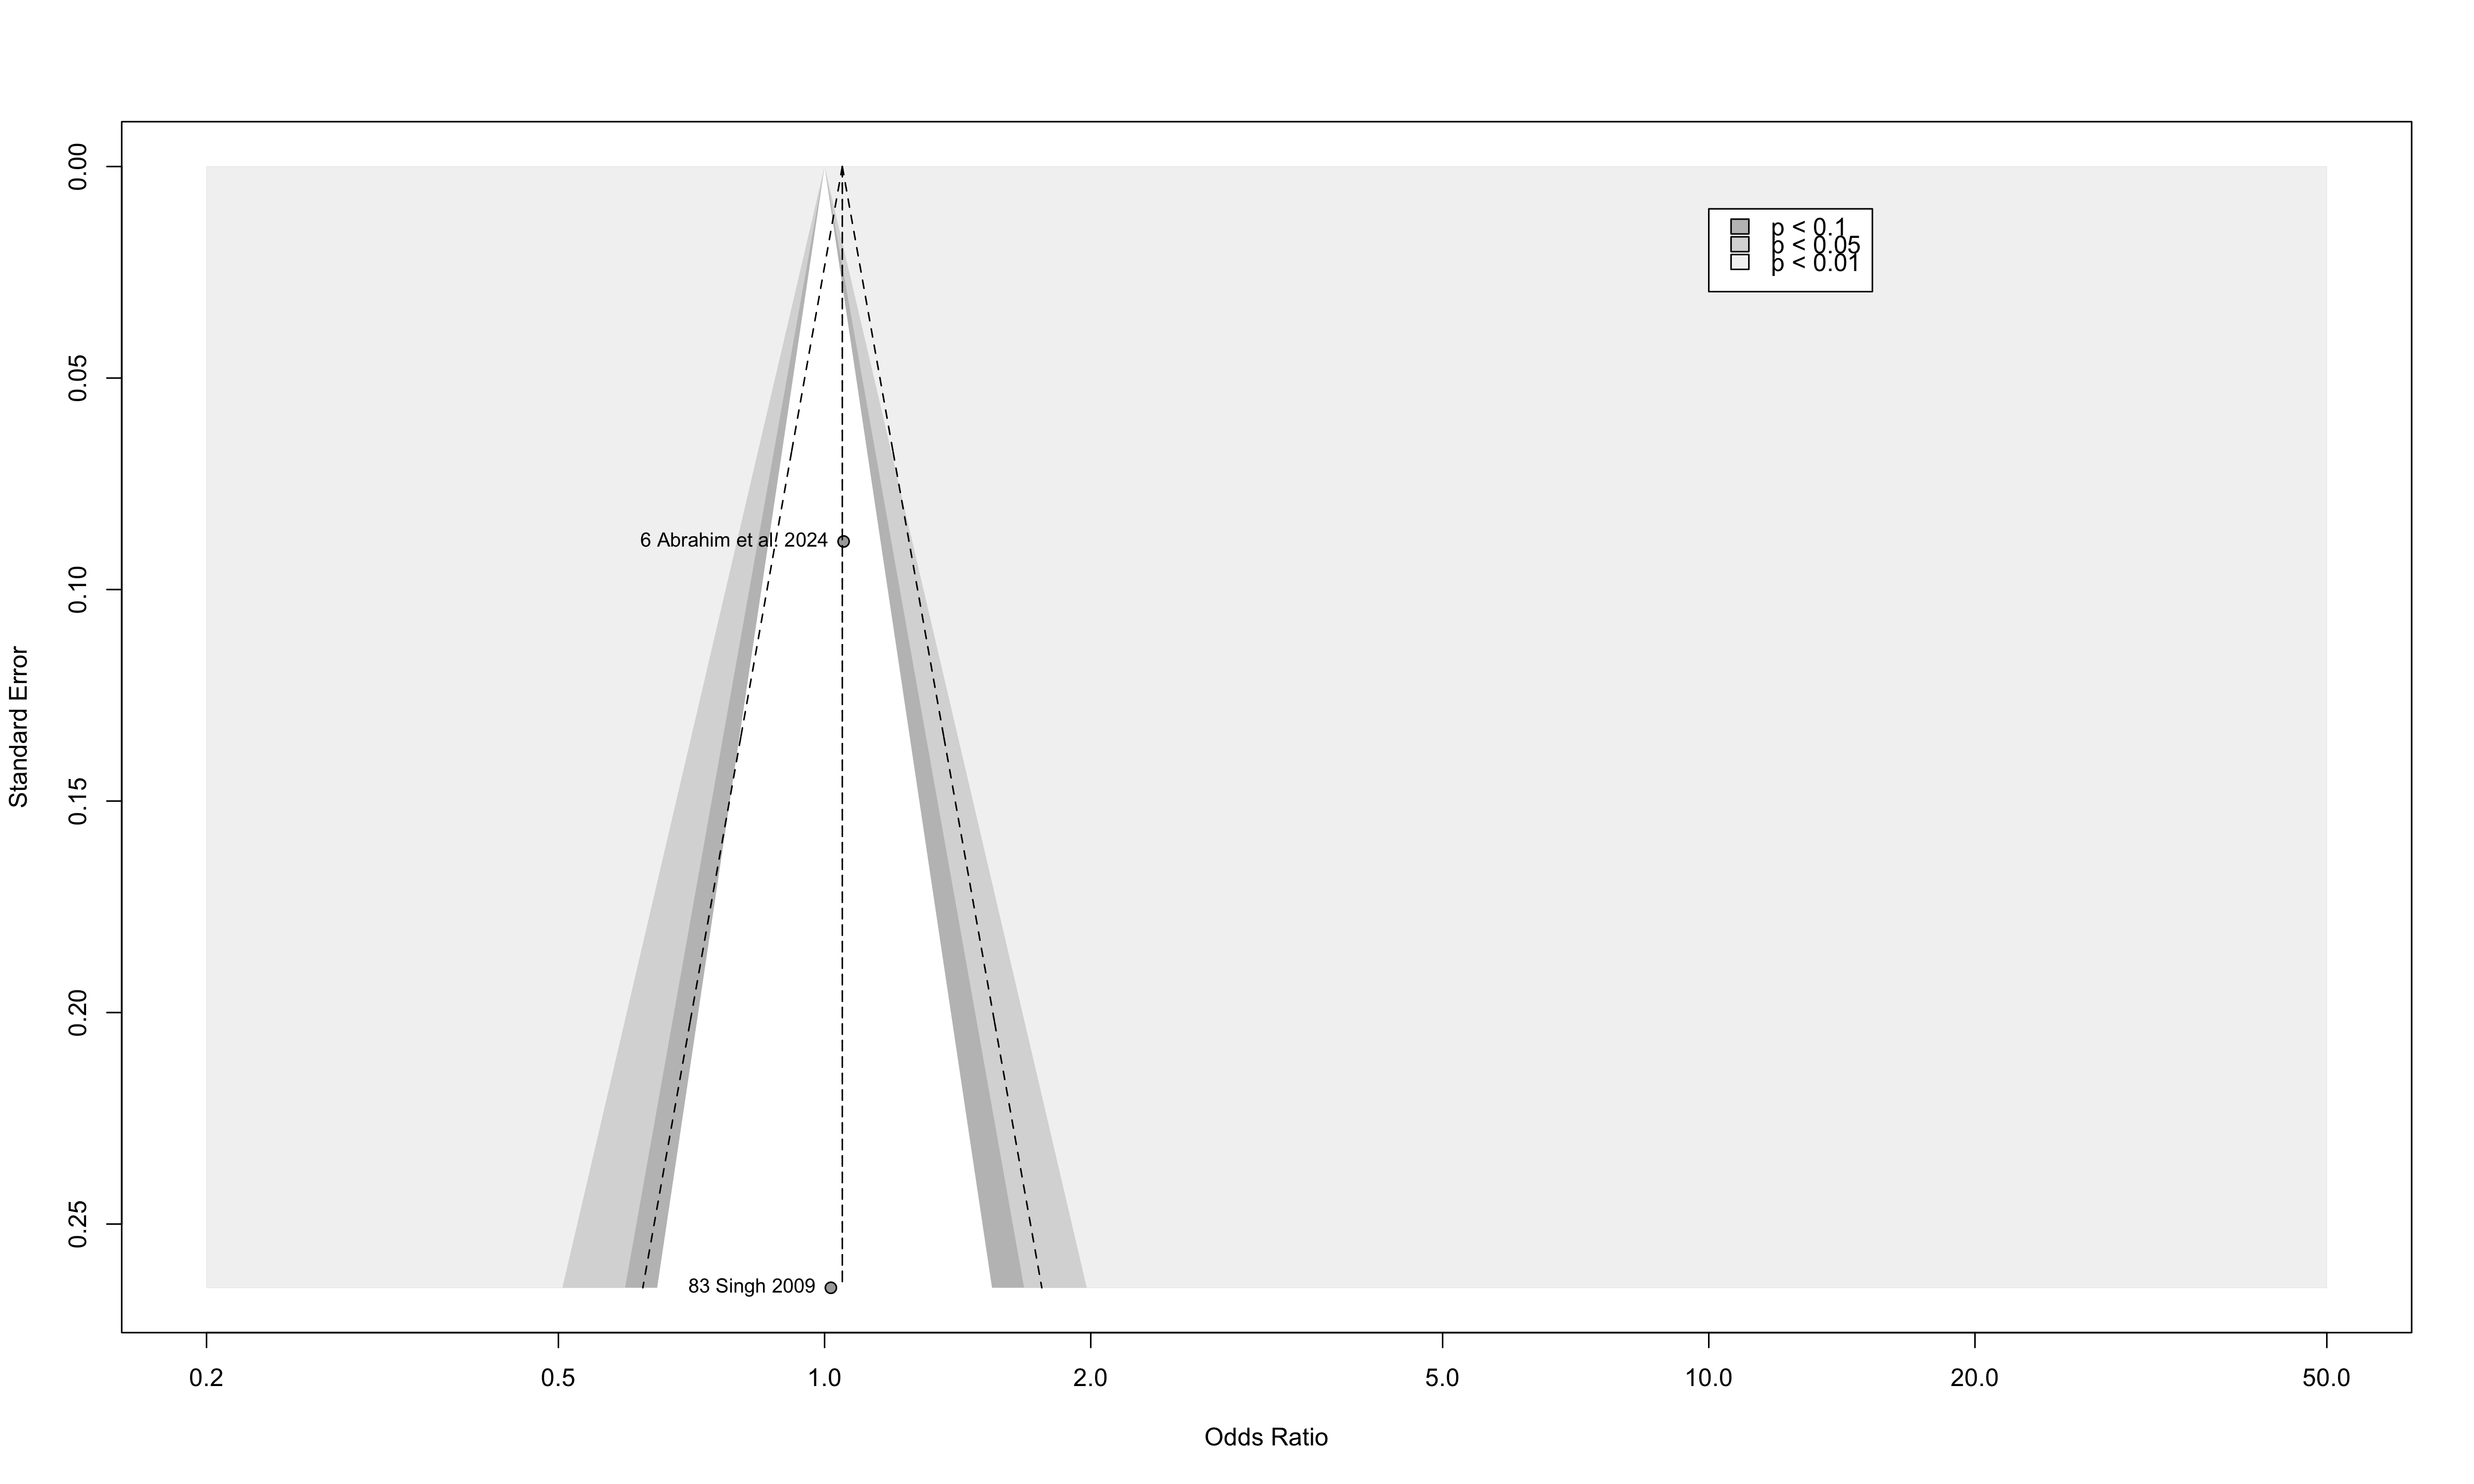 0.00
p < 0.1
p < 0.05
p < 0.01
0.05
6 Abrahim et al. 2024
0.10
Standard Error
0.15
0.20
0.25
83 Singh 2009
0.2 0.5 1.0 2.0 5.0 10.0 20.0 50.0
Odds Ratio